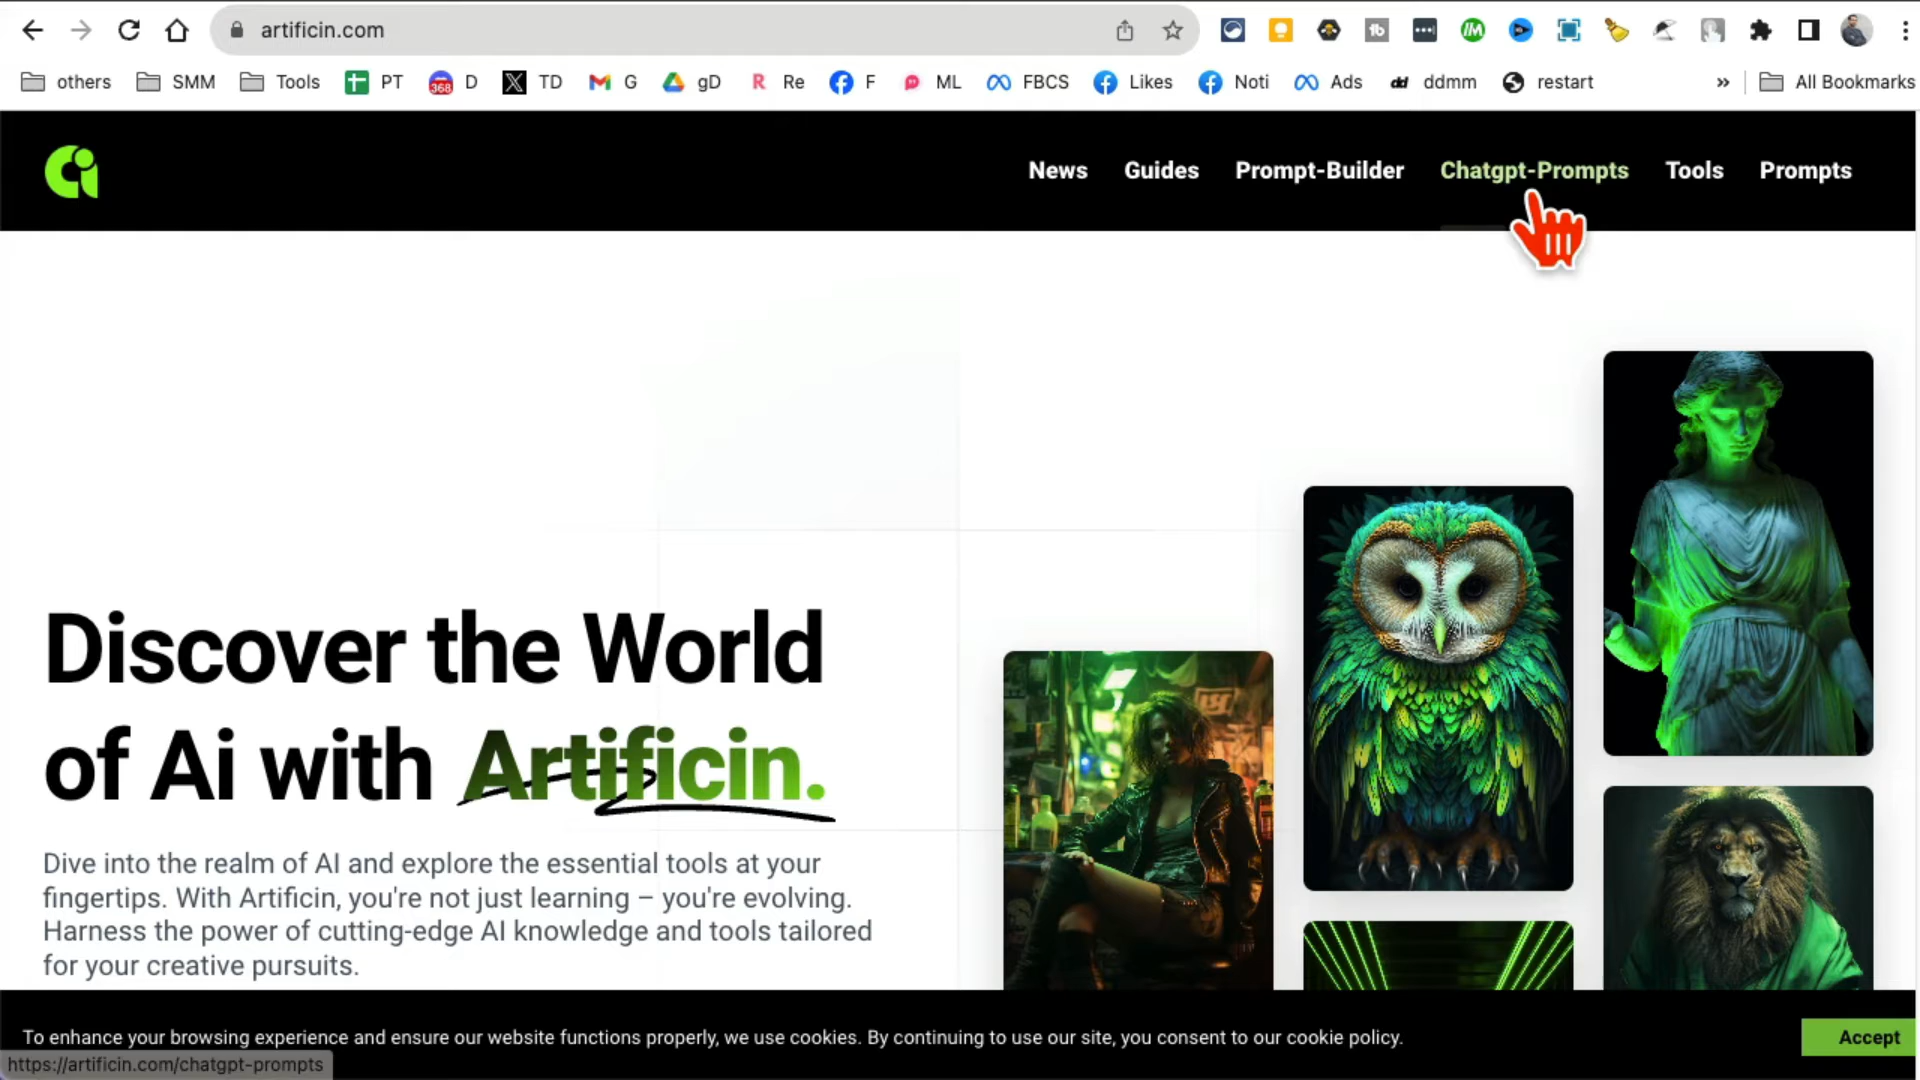 artificin.com
others SMM Tools PT 368 D TD G gD R Re F ML FBCS Likes Noti Ads dd ddmm restart » All Bookmarks
News Guides Prompt-Builder Chatgpt-Prompts Tools Prompts
Discover the World
of Ai with Artificin.
Dive into the realm of AI and explore the essential tools at your
fingertips. With Artificin, you're not just learning – you're evolving.
Harness the power of cutting-edge AI knowledge and tools tailored
for your creative pursuits.
To enhance your browsing experience and ensure our website functions properly, we use cookies. By continuing to use our site, you consent to our cookie policy.
Accept
https://artificin.com/chatgpt-prompts